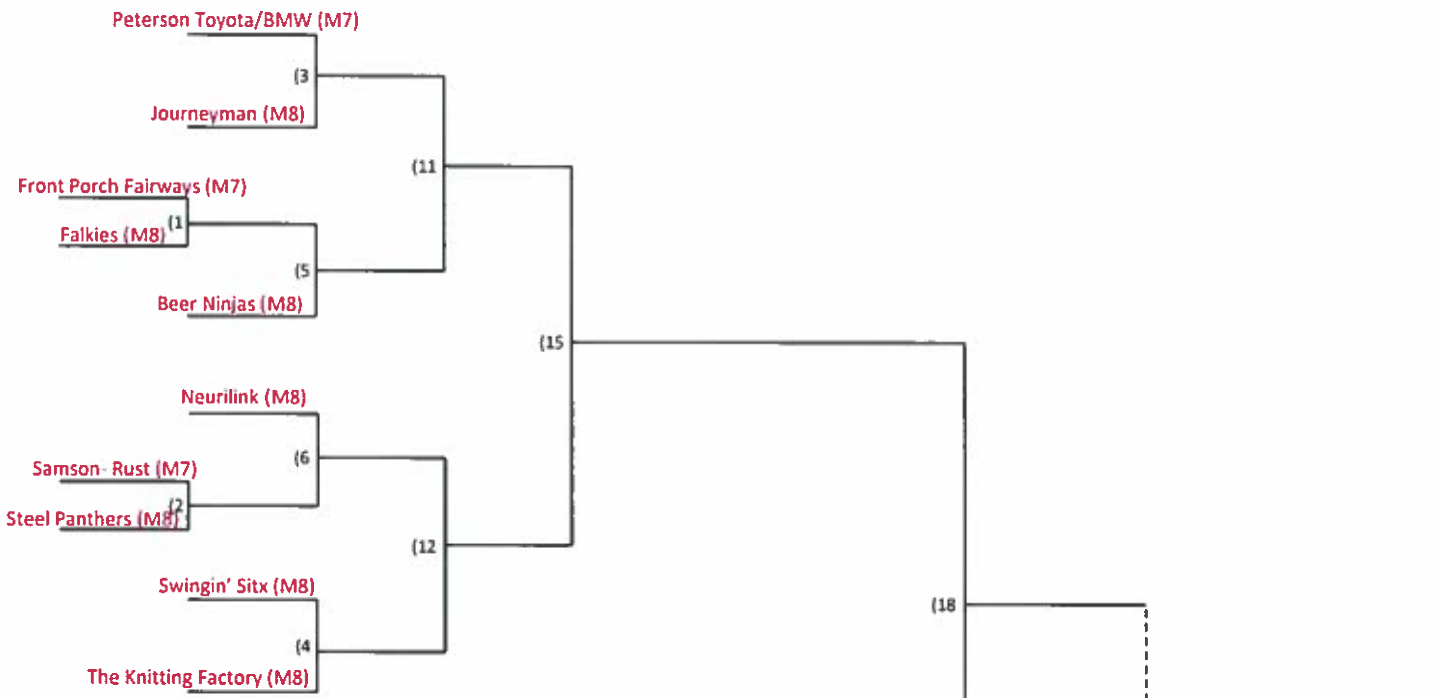 Peterson Toyota/BMW (M7)
(3
Journeyman (M8)
(11
Front Porch Fairways (M7)
(1
Falkies (M8)
(5
Beer Ninjas (M8)
(15
Neurilink (M8)
(6
Samson- Rust (M7)
(2
Steel Panthers (M8)
(12
Swingin' Sitx (M8)
(18
(4
The Knitting Factory (M8)